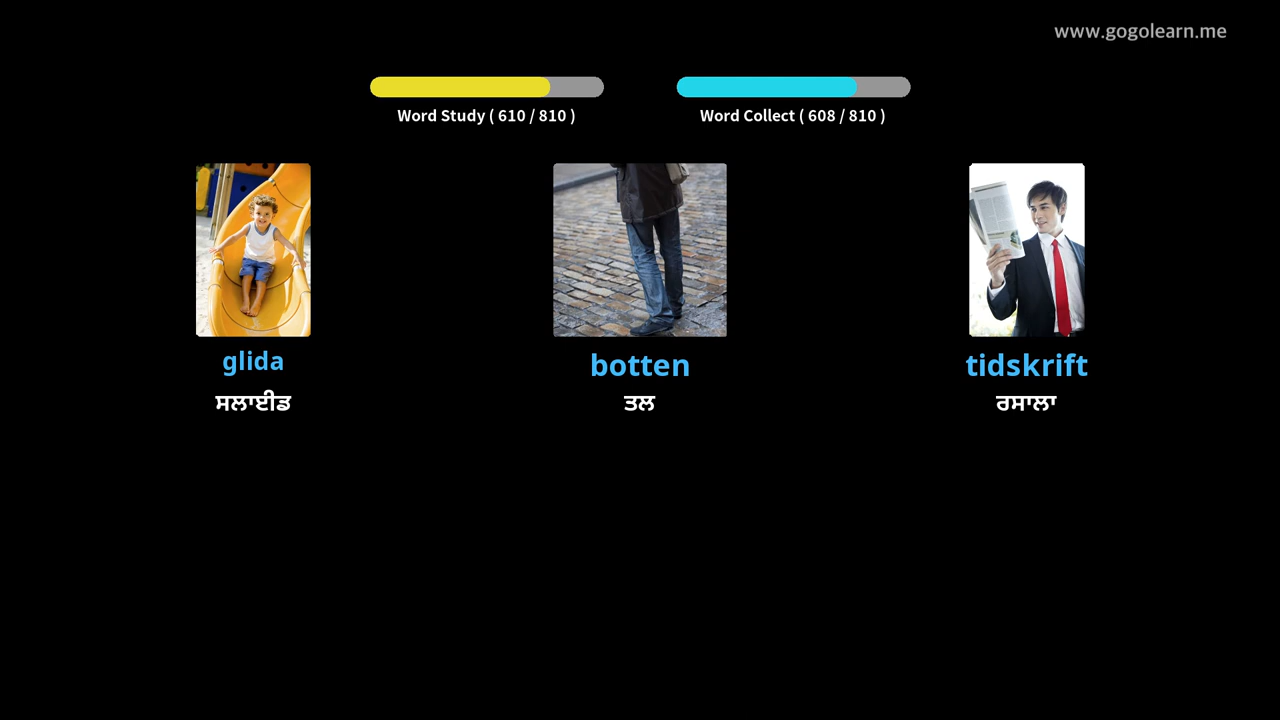 www.gogolearn.me
Word Study ( 610 / 810 )
Word Collect ( 608 / 810 )
glida
botten
tidskrift
ਸਲਾਈਡ
ਤਲ
ਰਸਾਲਾ